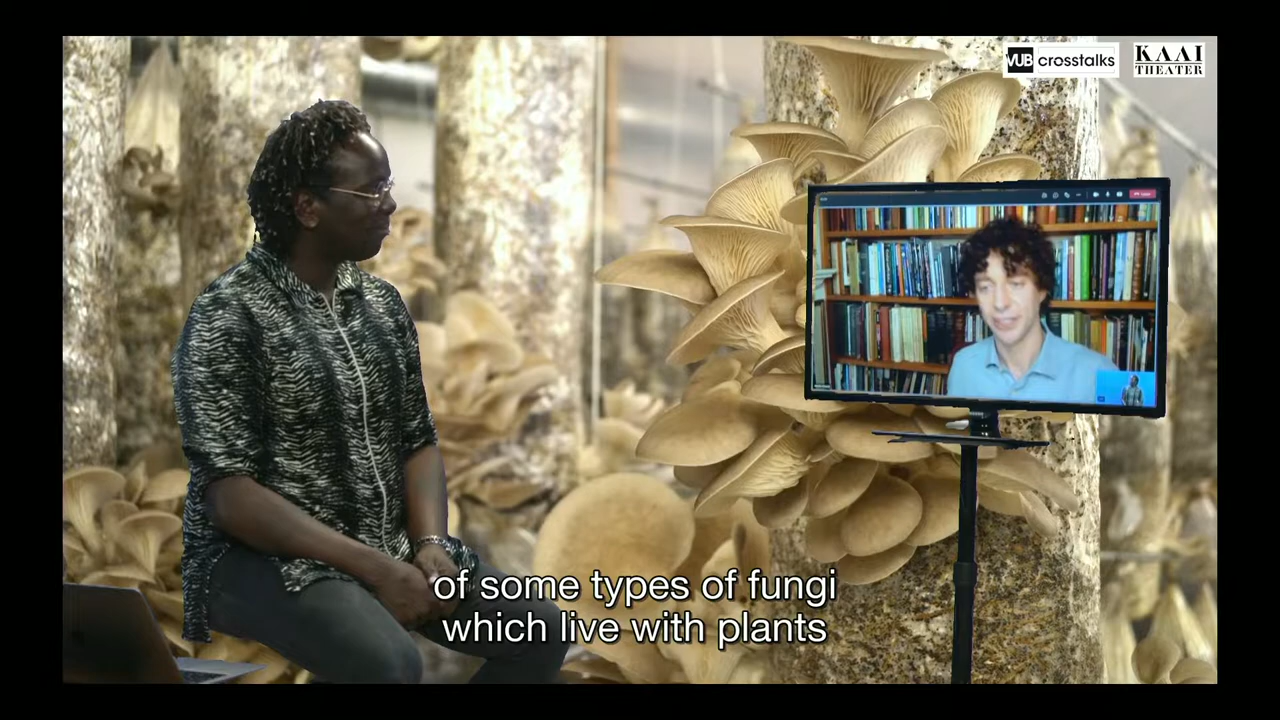 VUB crosstalks
KAAI
THEATER
of some types of fungi
which live with plants